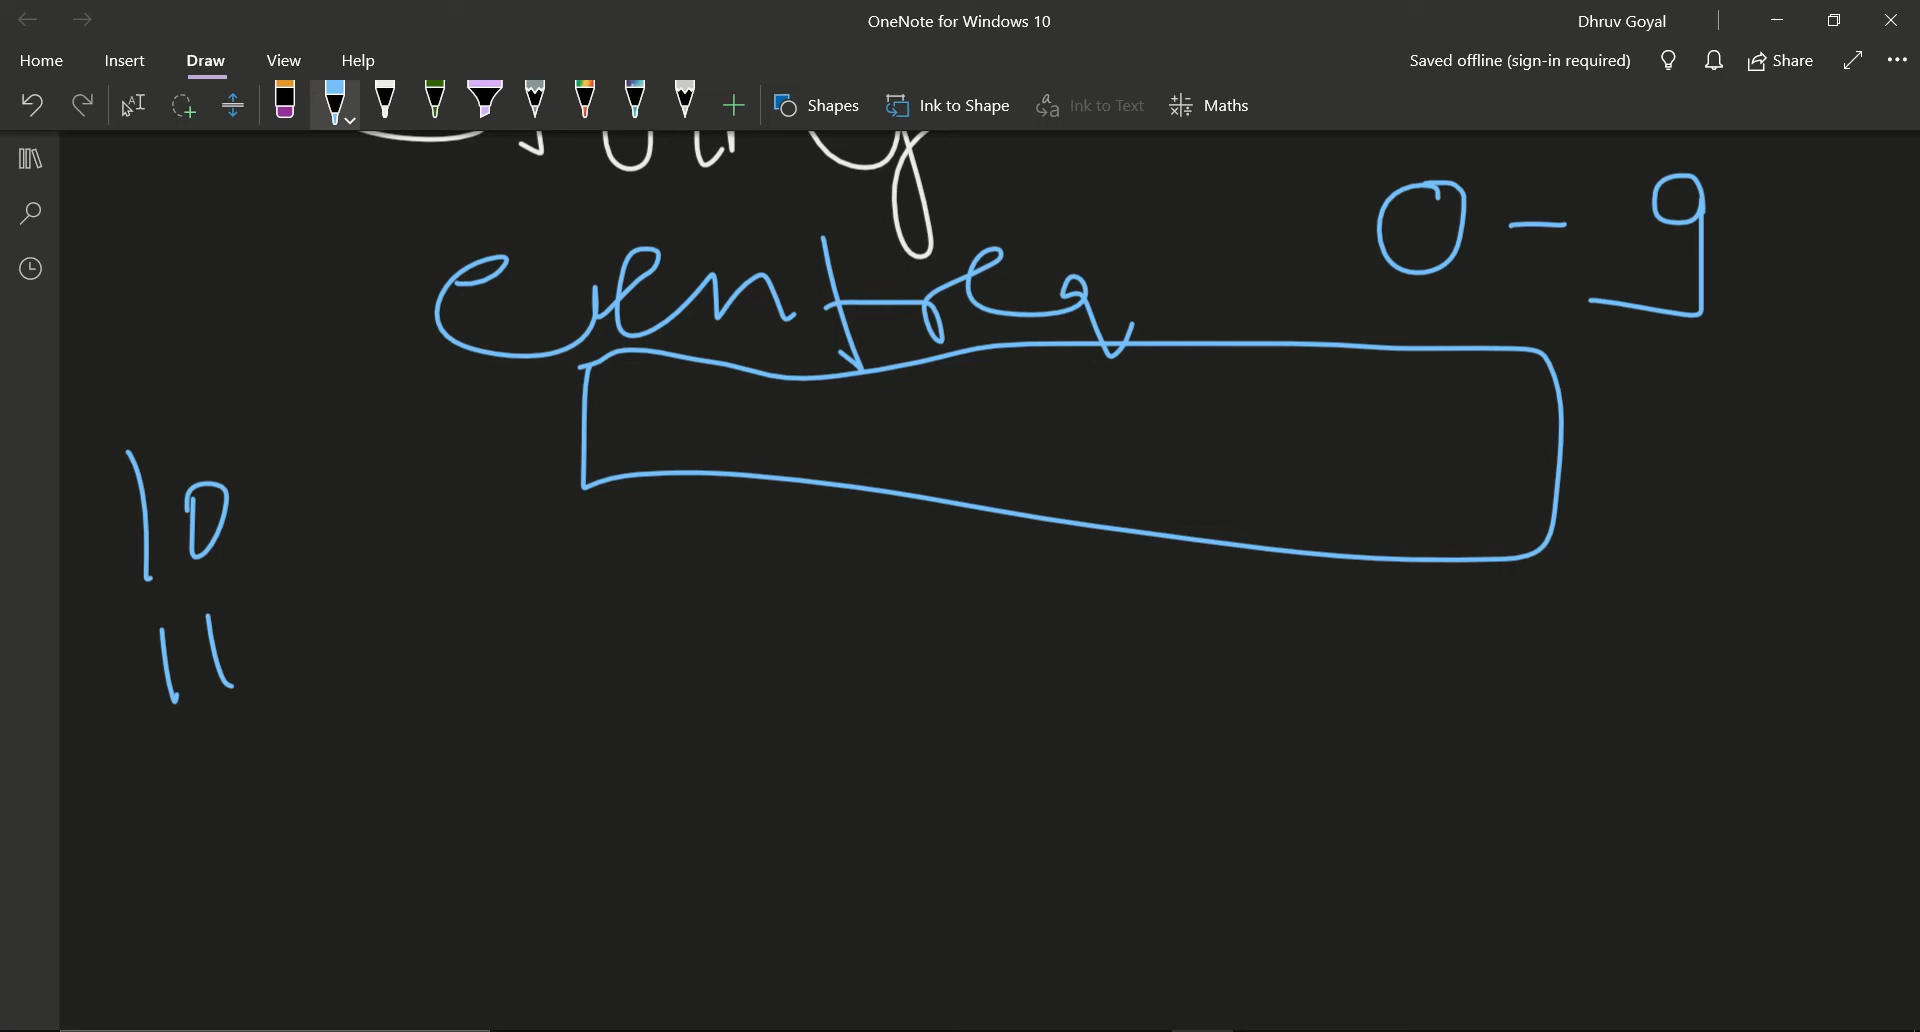 OneNote for Windows 10
Dhruv Goyal
Home Insert Draw View Help
Saved offline (sign-in required) Share
Shapes Ink to Shape Ink to Text Maths
0 - 9
10
11